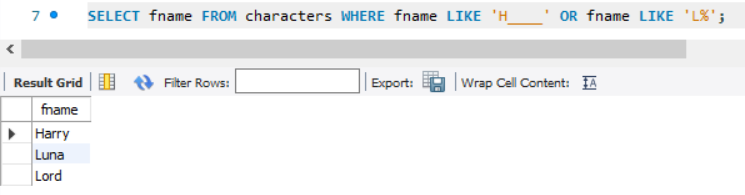 7 SELECT fname FROM characters WHERE fname LIKE 'H____' OR fname LIKE 'L%';
Result Grid Filter Rows: Export: Wrap Cell Content:
fname
Harry
Luna
Lord